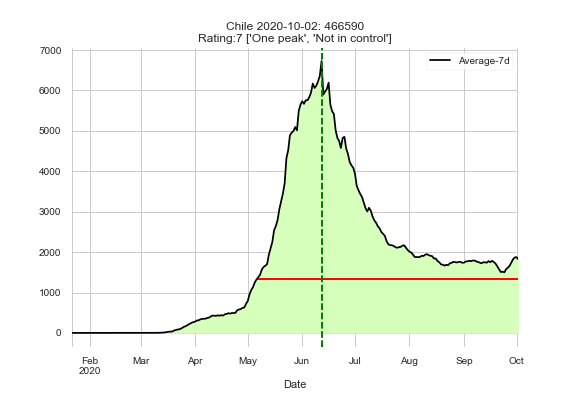 Chile 2020-10-02: 466590
Rating:7 ['One peak', 'Not in control']
Average-7d
7000
6000
5000
4000
3000
2000
1000
0
Feb Mar Apr May Jun Jul Aug Sep Oct
2020
Date